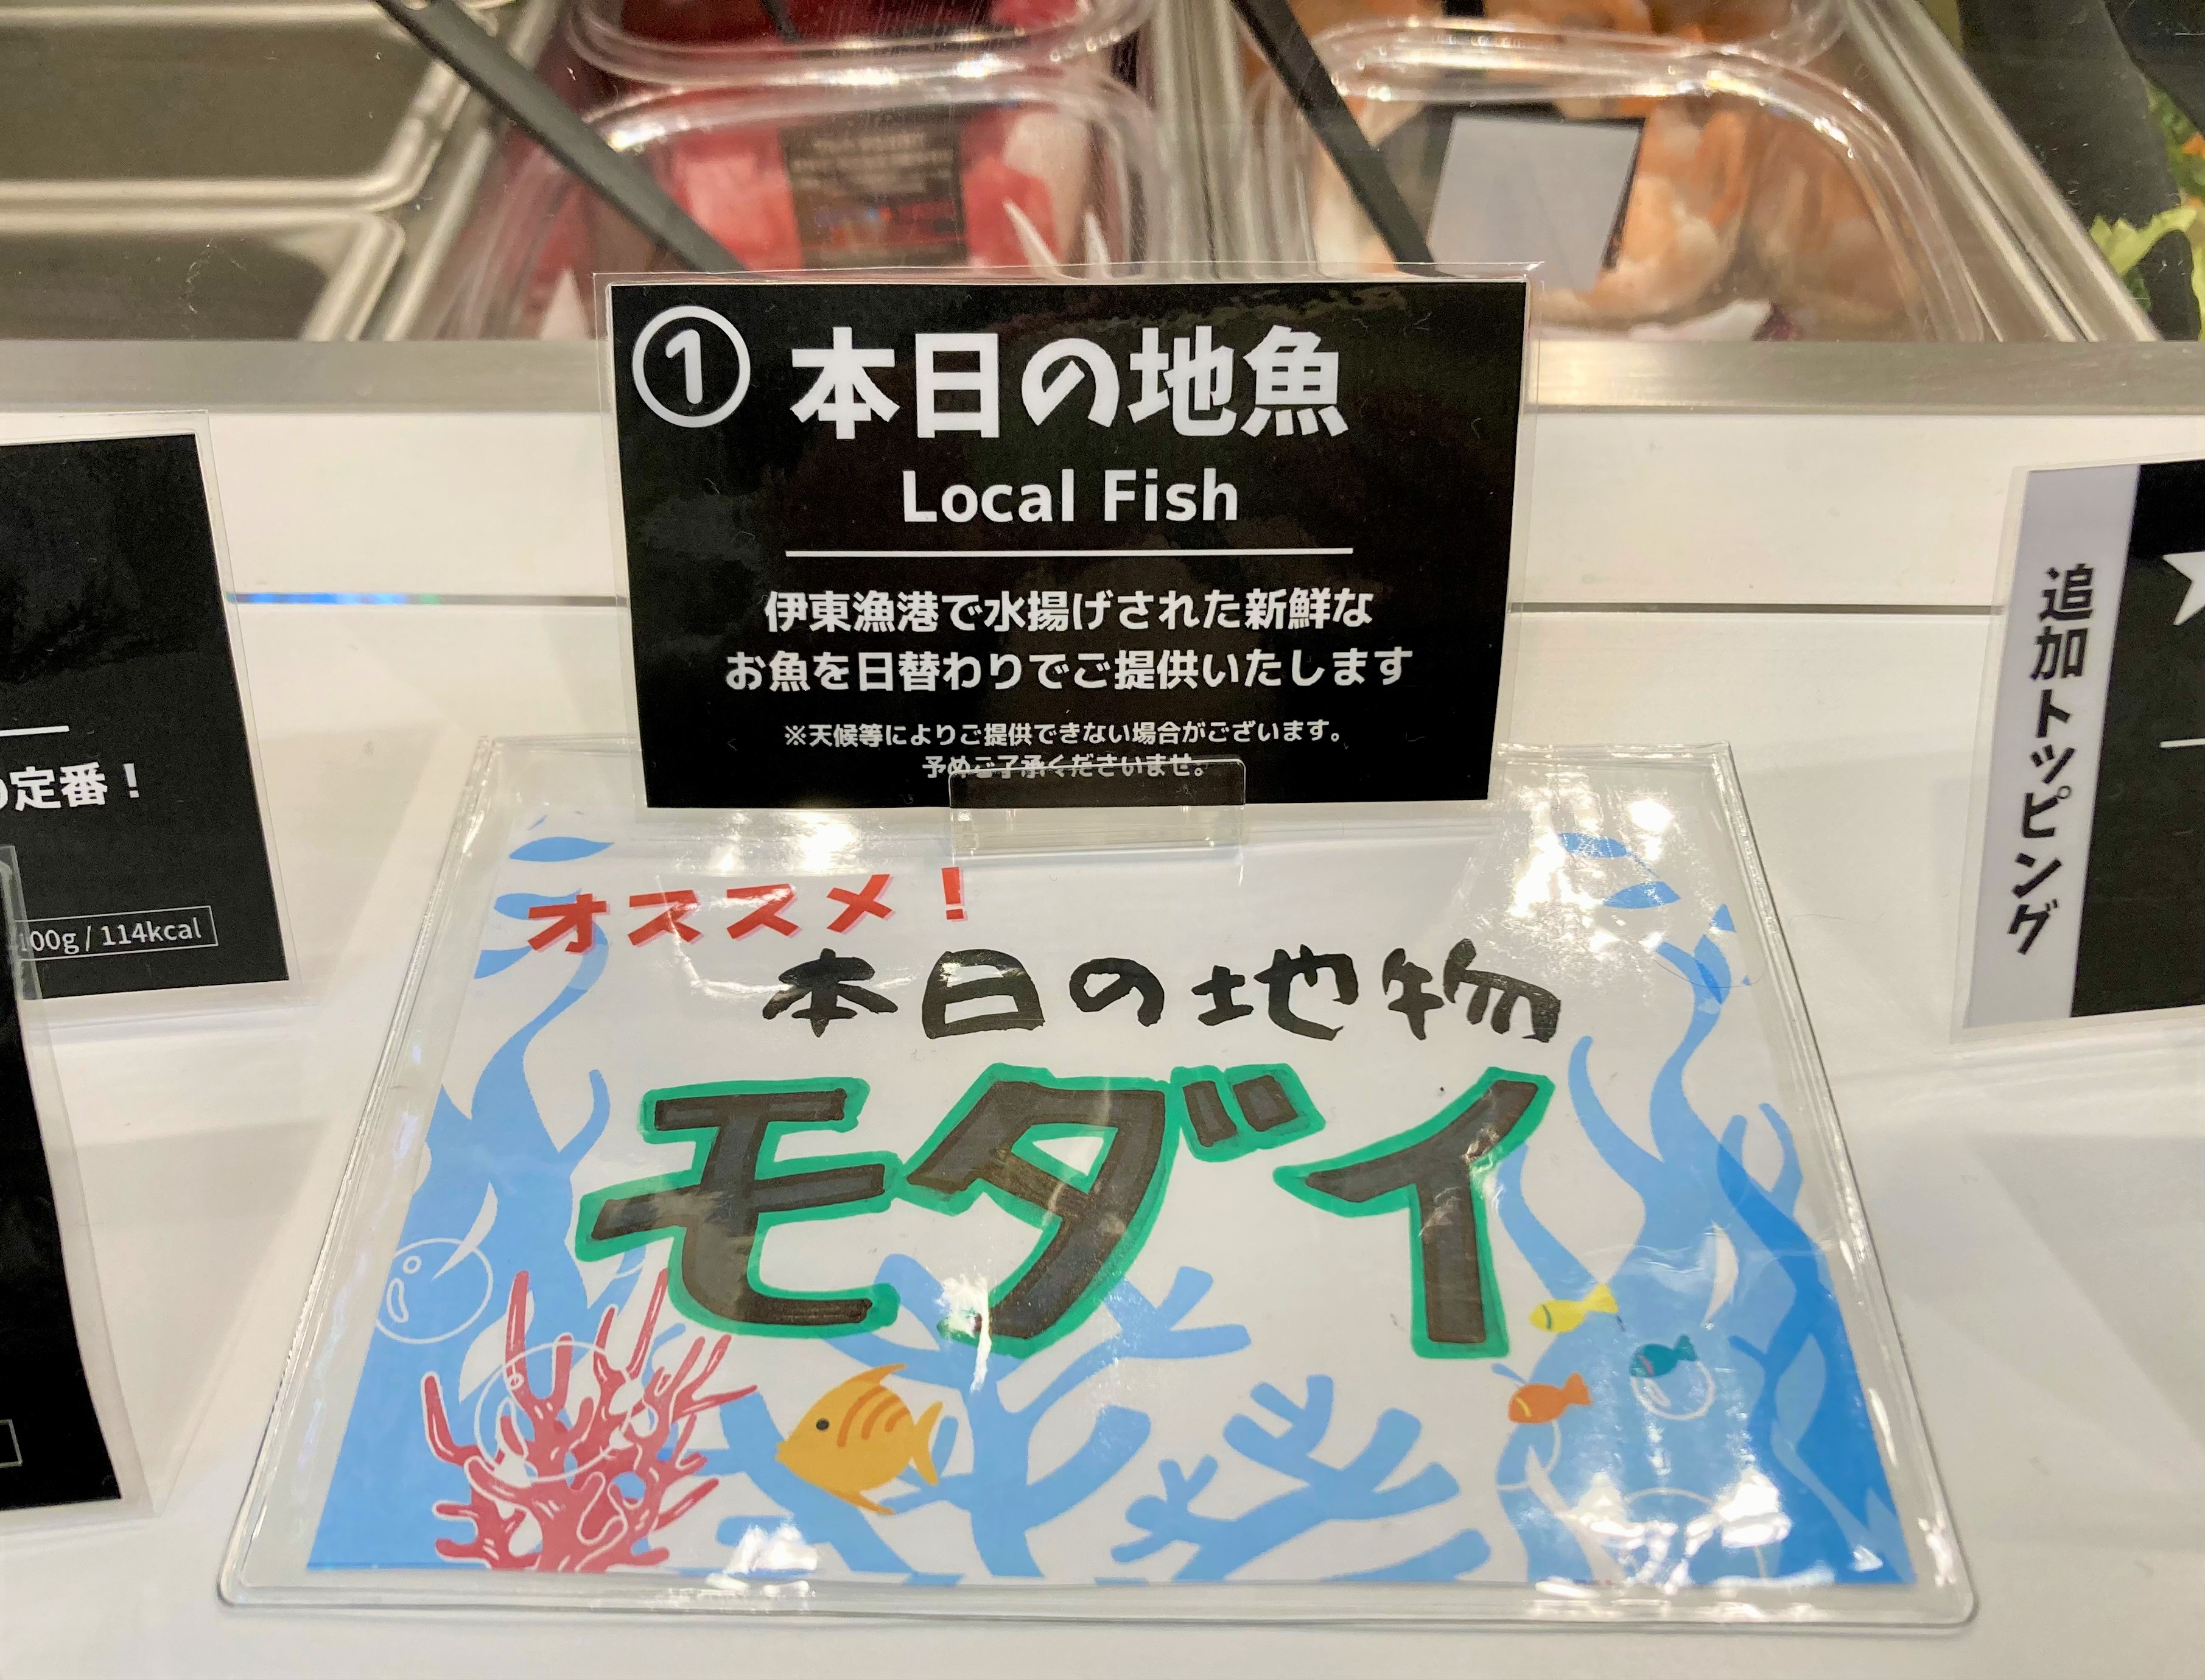 ① 本日の地魚
Local Fish
伊東漁港で水揚げされた新鮮な
お魚を日替わりでご提供いたします
※天候等によりご提供できない場合がございます。
予めご了承くださいませ。
オススメ！
本日の地物
モダイ
の定番！
100g / 114kcal
追加トッピング
★